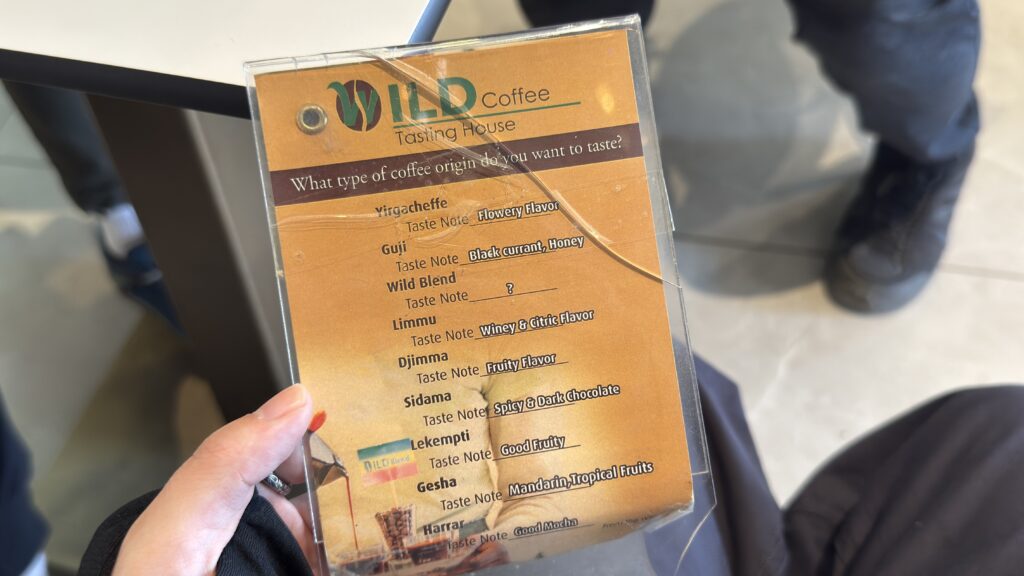 WILD Coffee
Tasting House
What type of coffee origin do you want to taste?
Yirgacheffe
Taste Note Flowery Flavor
Guji
Taste Note Black currant, Honey
Wild Blend
Taste Note ?
Limmu
Taste Note Winey & Citric Flavor
Djimma
Taste Note Fruity Flavor
Sidama
Taste Note Spicy & Dark Chocolate
Lekempti
Taste Note Good Fruity
WILD Blend
Gesha
Taste Note Mandarin,Tropical Fruits
Harrar
Taste Note Good Mocha